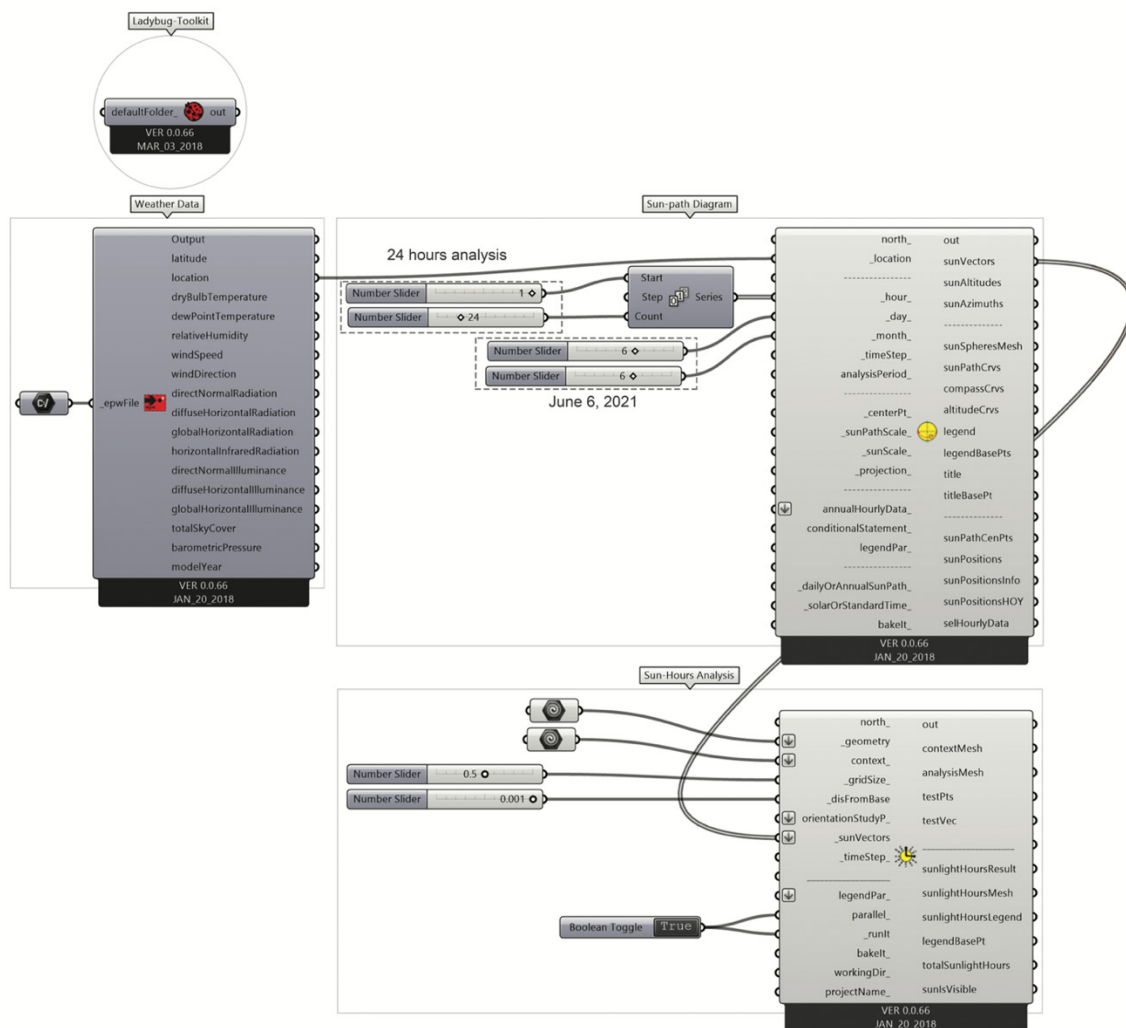 Ladybug-Toolkit
defaultFolder_ out
VER 0.0.66
MAR_03_2018
Weather Data
Output
latitude
location
dryBulbTemperature
dewPointTemperature
relativeHumidity
windSpeed
windDirection
directNormalRadiation
_epwFile
diffuseHorizontalRadiation
globalHorizontalRadiation
horizontalInfraredRadiation
directNormalIlluminance
diffuseHorizontalIlluminance
globalHorizontalIlluminance
totalSkyCover
barometricPressure
modelYear
VER 0.0.66
JAN_20_2018
C/
Sun-path Diagram
24 hours analysis
Number Slider 1
Number Slider 24
Start
Step Series
Count
Number Slider 6
Number Slider 6
June 6, 2021
north_
_location
----------------
_hour_
_day_
_month_
_timeStep_
analysisPeriod_
----------------
_centerPt_
_sunPathScale_
_sunScale_
_projection_
----------------
annualHourlyData_
conditionalStatement_
legendPar_
----------------
_dailyOrAnnualSunPath_
_solarOrStandardTime_
bakeIt_
out
sunVectors
sunAltitudes
sunAzimuths
--------------
sunSpheresMesh
sunPathCrvs
compassCrvs
altitudeCrvs
legend
legendBasePts
title
titleBasePt
--------------
sunPathCenPts
sunPositions
sunPositionsInfo
sunPositionsHOY
selHourlyData
VER 0.0.66
JAN_20_2018
Sun-Hours Analysis
Number Slider 0.5
Number Slider 0.001
Boolean Toggle True
north_
_geometry
context_
_gridSize_
_disFromBase
orientationStudyP_
_sunVectors
_timeStep_
____________________
legendPar_
parallel_
_runIt
bakeIt_
workingDir_
projectName_
out
contextMesh
analysisMesh
testPts
testVec
____________________
sunlightHoursResult
sunlightHoursMesh
sunlightHoursLegend
legendBasePt
totalSunlightHours
sunIsVisible
VER 0.0.66
JAN_20_2018